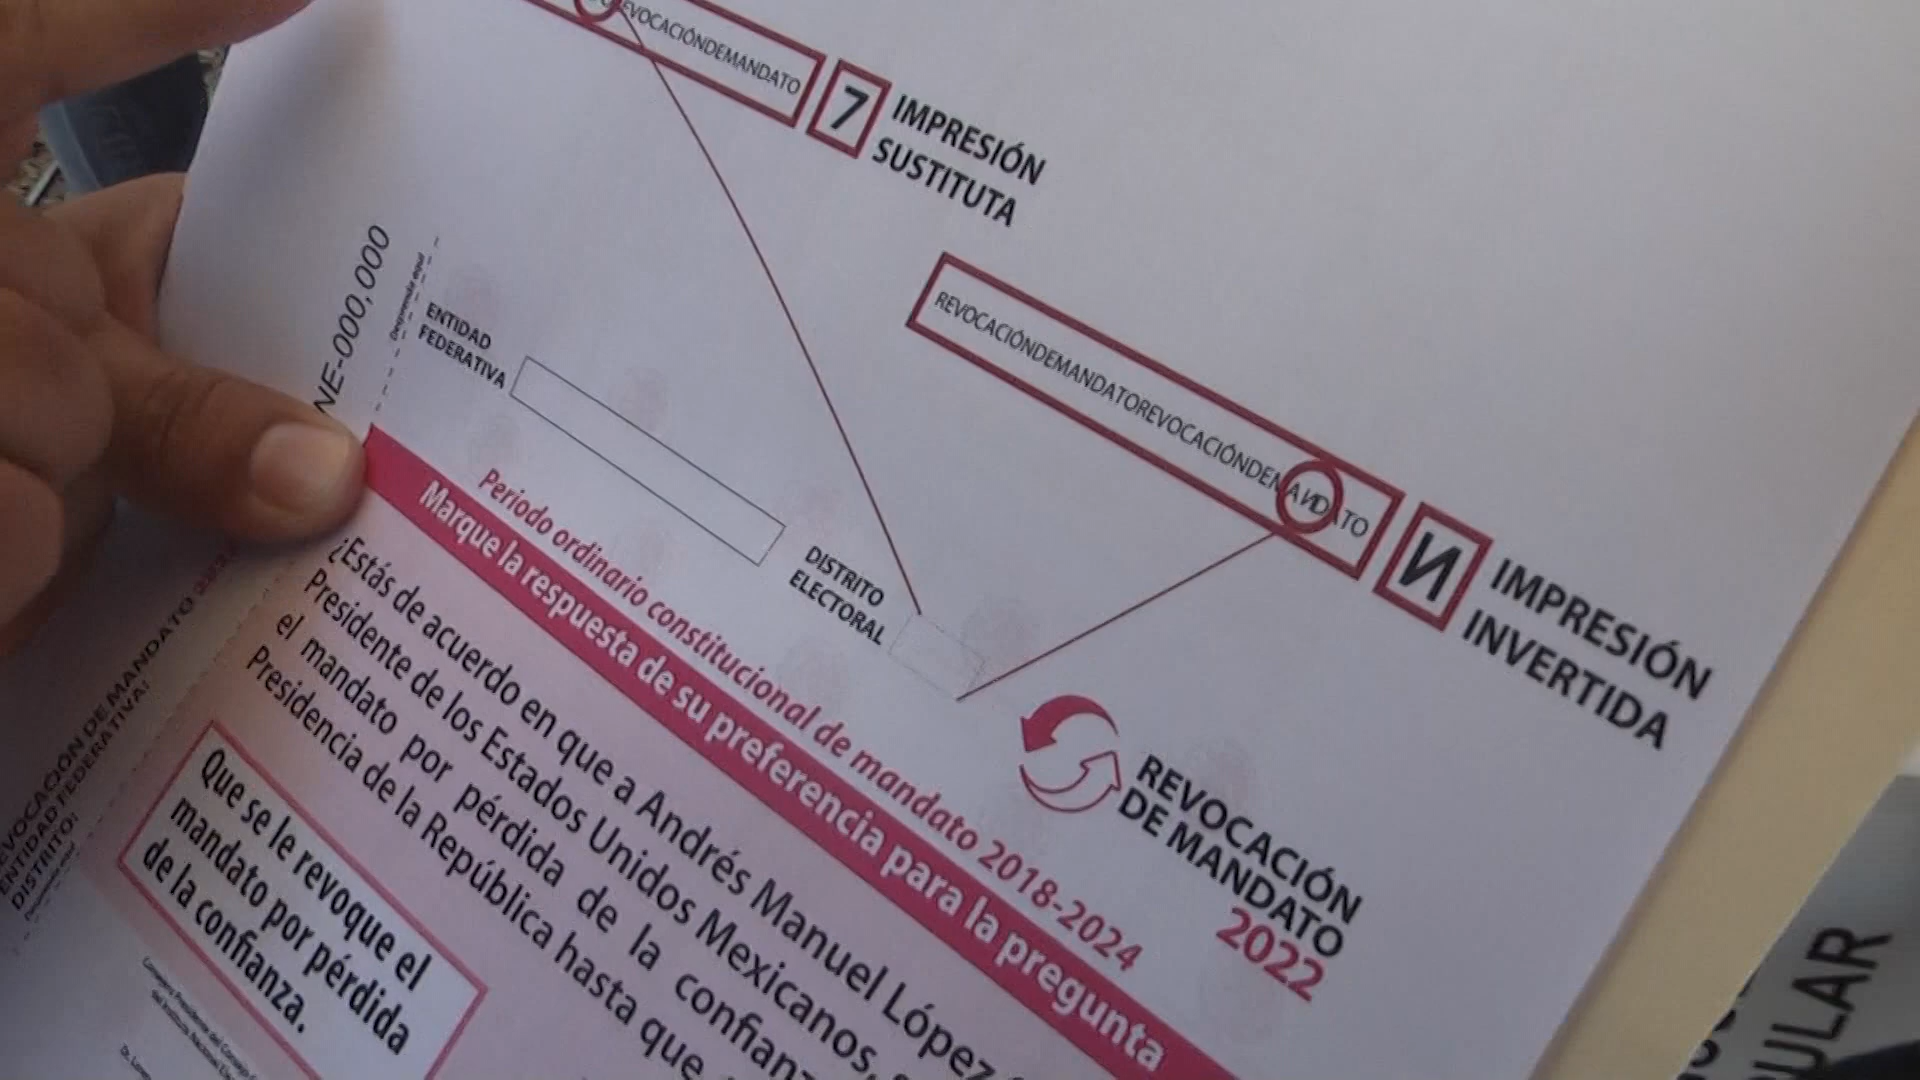 REVOCACIÓNDEMANDATO
7
IMPRESIÓN
SUSTITUTA
REVOCACIÓNDEMANDATOREVOCACIÓNDEMAИDATO
И
IMPRESIÓN
INVERTIDA
NE-000,000
Desprenda aquí
ENTIDAD
FEDERATIVA
DISTRITO
ELECTORAL
REVOCACIÓN
DE MANDATO
2022
Periodo ordinario constitucional de mandato 2018-2024
Marque la respuesta de su preferencia para la pregunta
¿Estás de acuerdo en que a Andrés Manuel López
Presidente de los Estados Unidos Mexicanos,
el mandato por pérdida de la
Presidencia de la República hasta que
Que se le revoque el
mandato por pérdida
de la confianza.
REVOCACIÓN DE MANDATO
ENTIDAD FEDERATIVA:
DISTRITO: